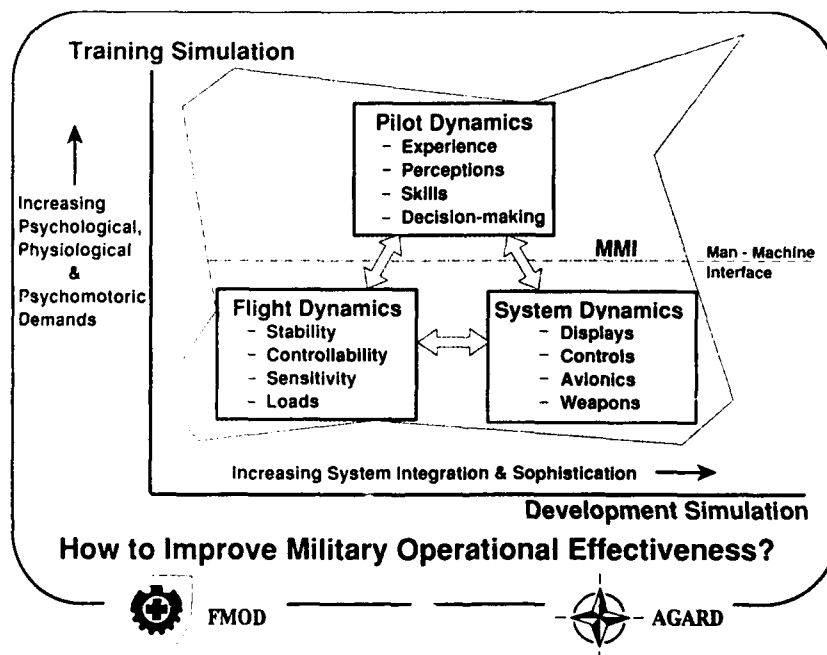 Training Simulation
Pilot Dynamics
- Experience
- Perceptions
- Skills
- Decision-making
Increasing
Psychological,
Physiological
&
Psychomotoric
Demands
MMI
Man - Machine
Interface
Flight Dynamics
- Stability
- Controllability
- Sensitivity
- Loads
System Dynamics
- Displays
- Controls
- Avionics
- Weapons
Increasing System Integration & Sophistication
Development Simulation
How to Improve Military Operational Effectiveness?
FMOD
AGARD